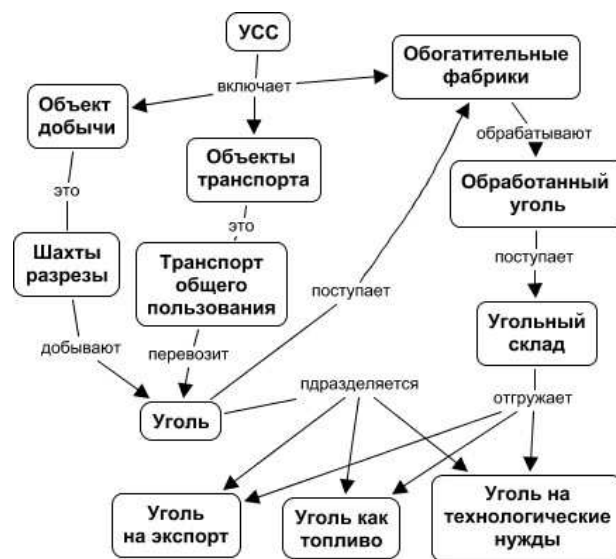 УСС
Обогатительные
фабрики
включает
Объект
добычи
обрабатывают
Объекты
транспорта
Обработанный
уголь
это
это
Шахты
разрезы
Транспорт
общего
пользования
поступает
поступает
Угольный
склад
добывают
перевозит
пдразделяется
отгружает
Уголь
Уголь
на экспорт
Уголь как
топливо
Уголь на
технологические
нужды